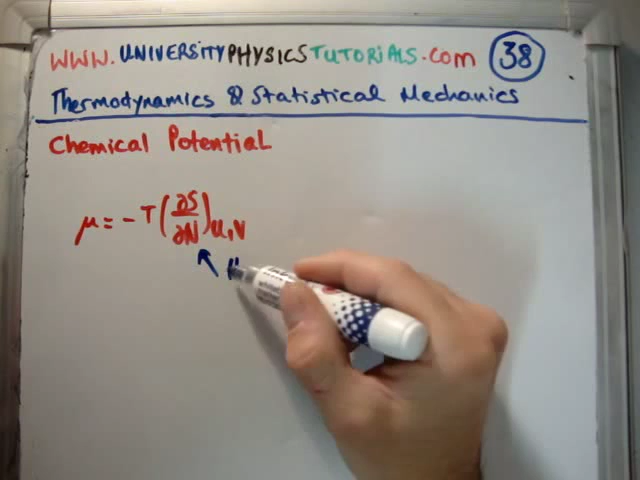 WWW.UNIVERSITYPHYSICSTUTORIALS.COM 38
Thermodynamics & Statistical Mechanics
Chemical Potential
μ = -T(∂S/∂N)U,V